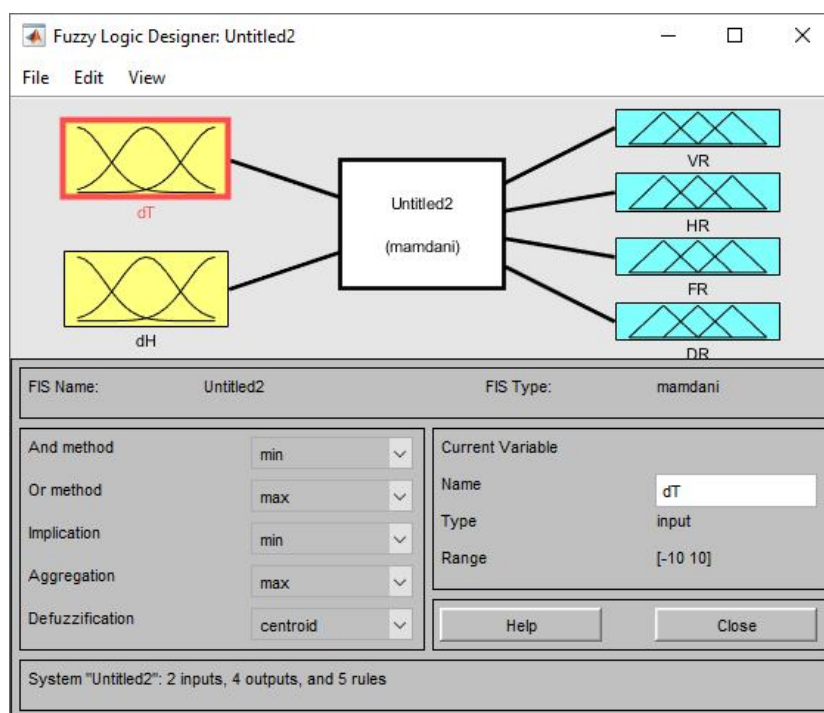 Fuzzy Logic Designer: Untitled2
File Edit View
dT
dH
Untitled2
(mamdani)
VR
HR
FR
DR
FIS Name: Untitled2 FIS Type: mamdani
And method min
Or method max
Implication min
Aggregation max
Defuzzification centroid
Current Variable
Name dT
Type input
Range [-10 10]
Help Close
System "Untitled2": 2 inputs, 4 outputs, and 5 rules